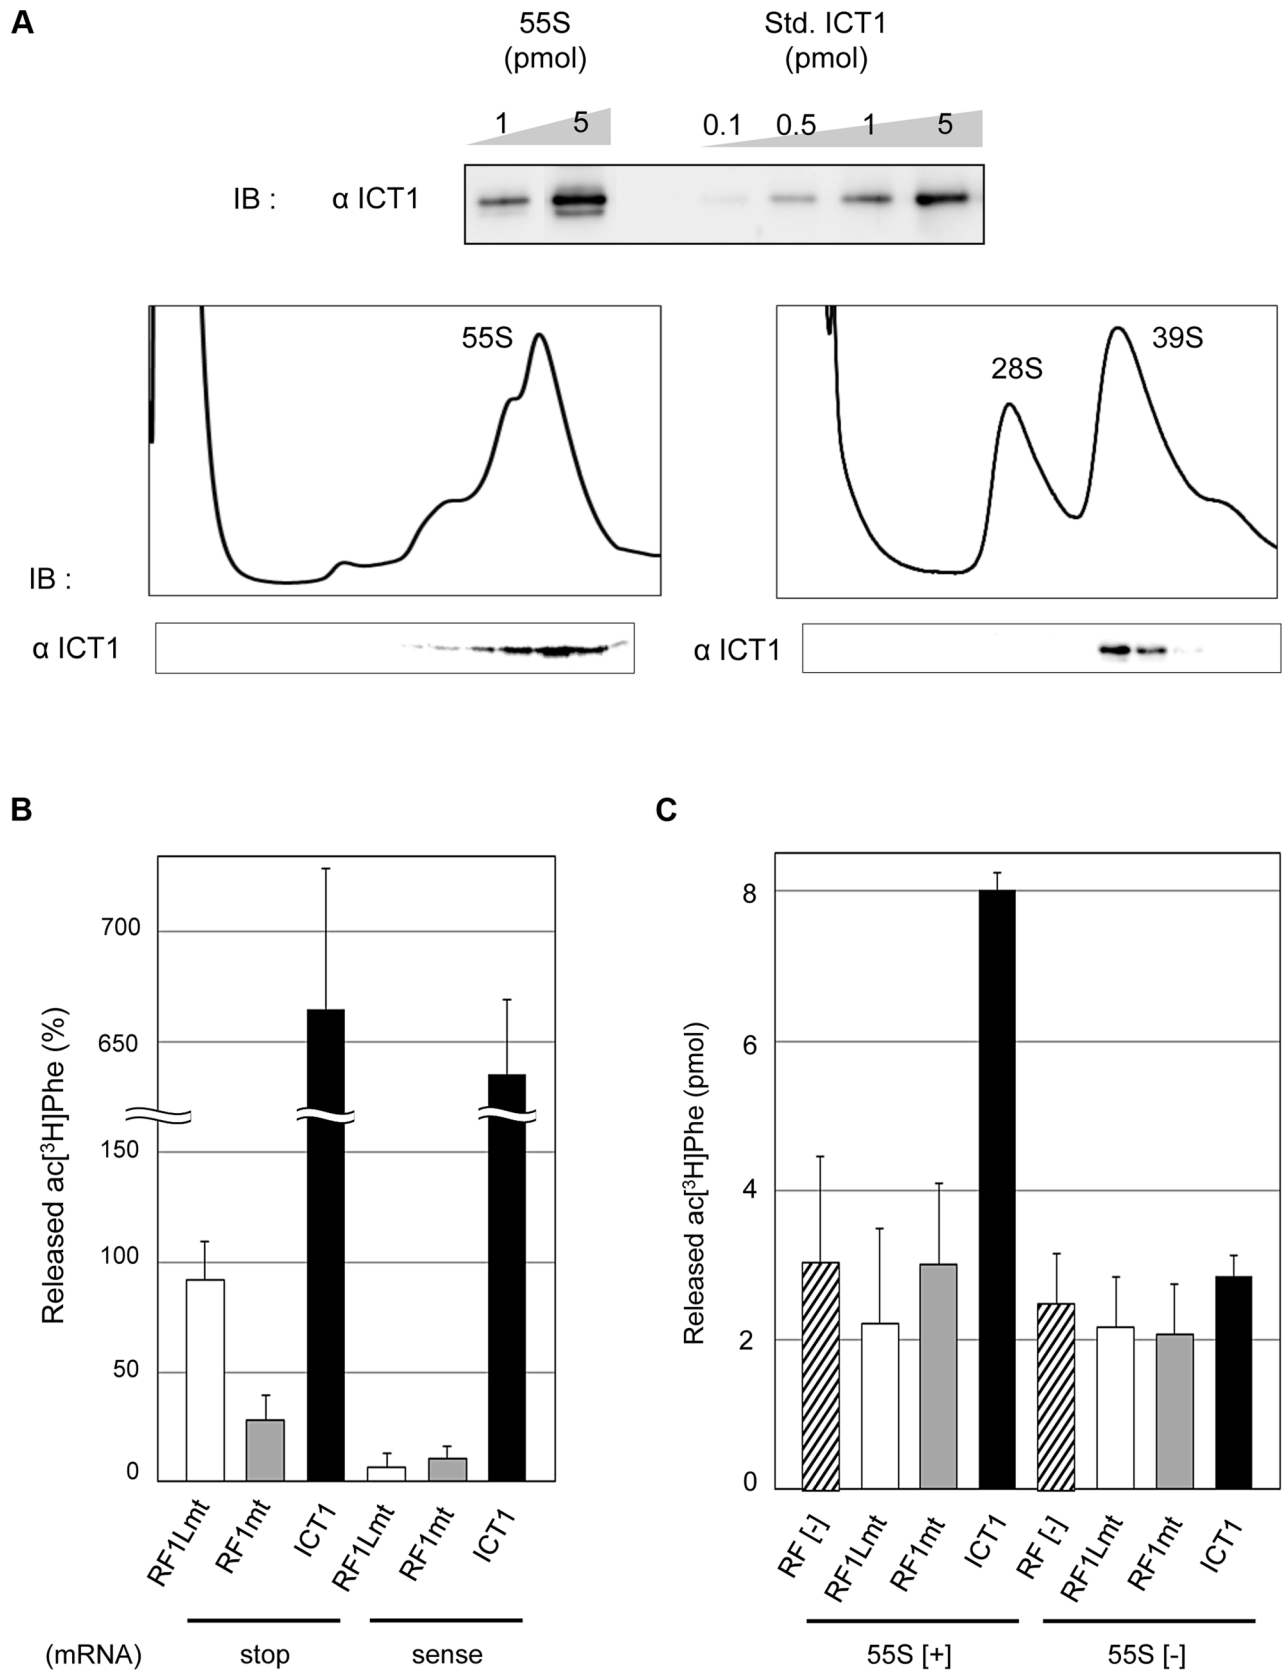 A
55S
(pmol)
Std. ICT1
(pmol)
1 5
0.1 0.5 1 5
IB : α ICT1
55S
28S
39S
IB :
α ICT1
α ICT1
B
Released ac[³H]Phe (%)
700
650
150
100
50
0
RF1Lmt
RF1mt
ICT1
RF1Lmt
RF1mt
ICT1
(mRNA) stop sense
C
Released ac[³H]Phe (pmol)
8
6
4
2
0
RF [-]
RF1Lmt
RF1mt
ICT1
RF [-]
RF1Lmt
RF1mt
ICT1
55S [+] 55S [-]